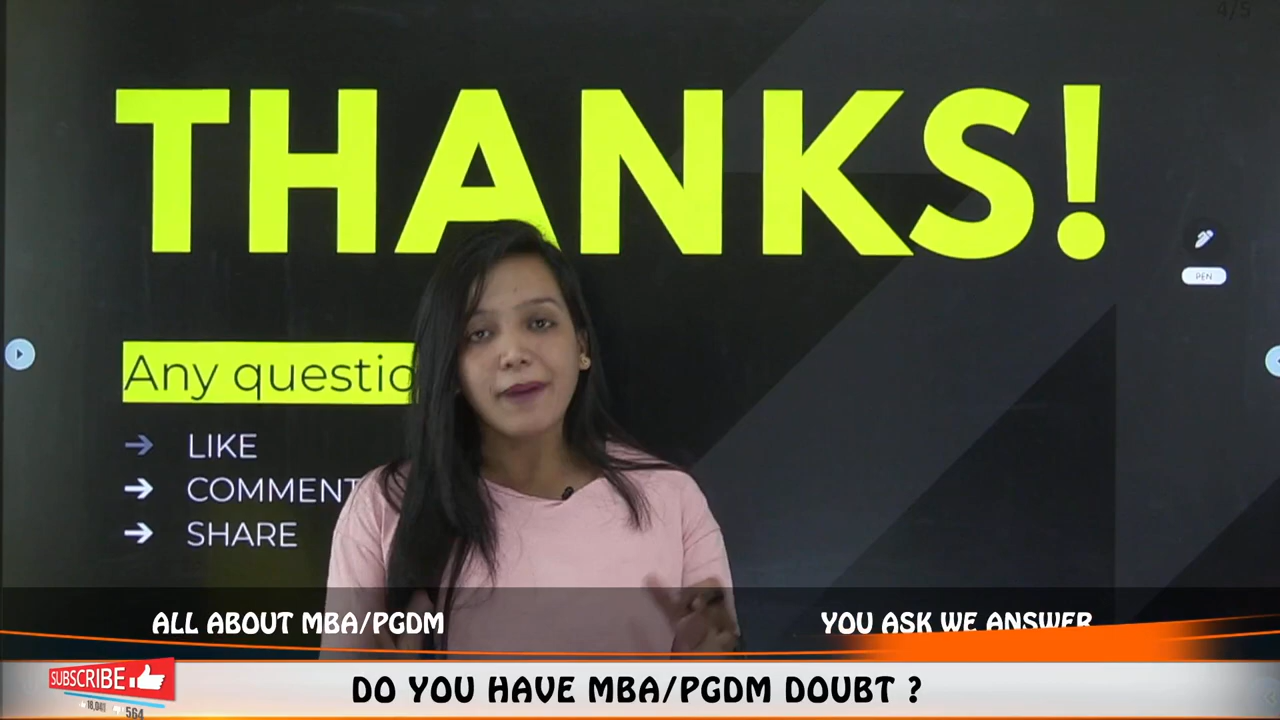 4/5
THANKS!
PEN
Any questio
LIKE
COMMENT
SHARE
ALL ABOUT MBA/PGDM
YOU ASK WE ANSWER
SUBSCRIBE
564
DO YOU HAVE MBA/PGDM DOUBT ?